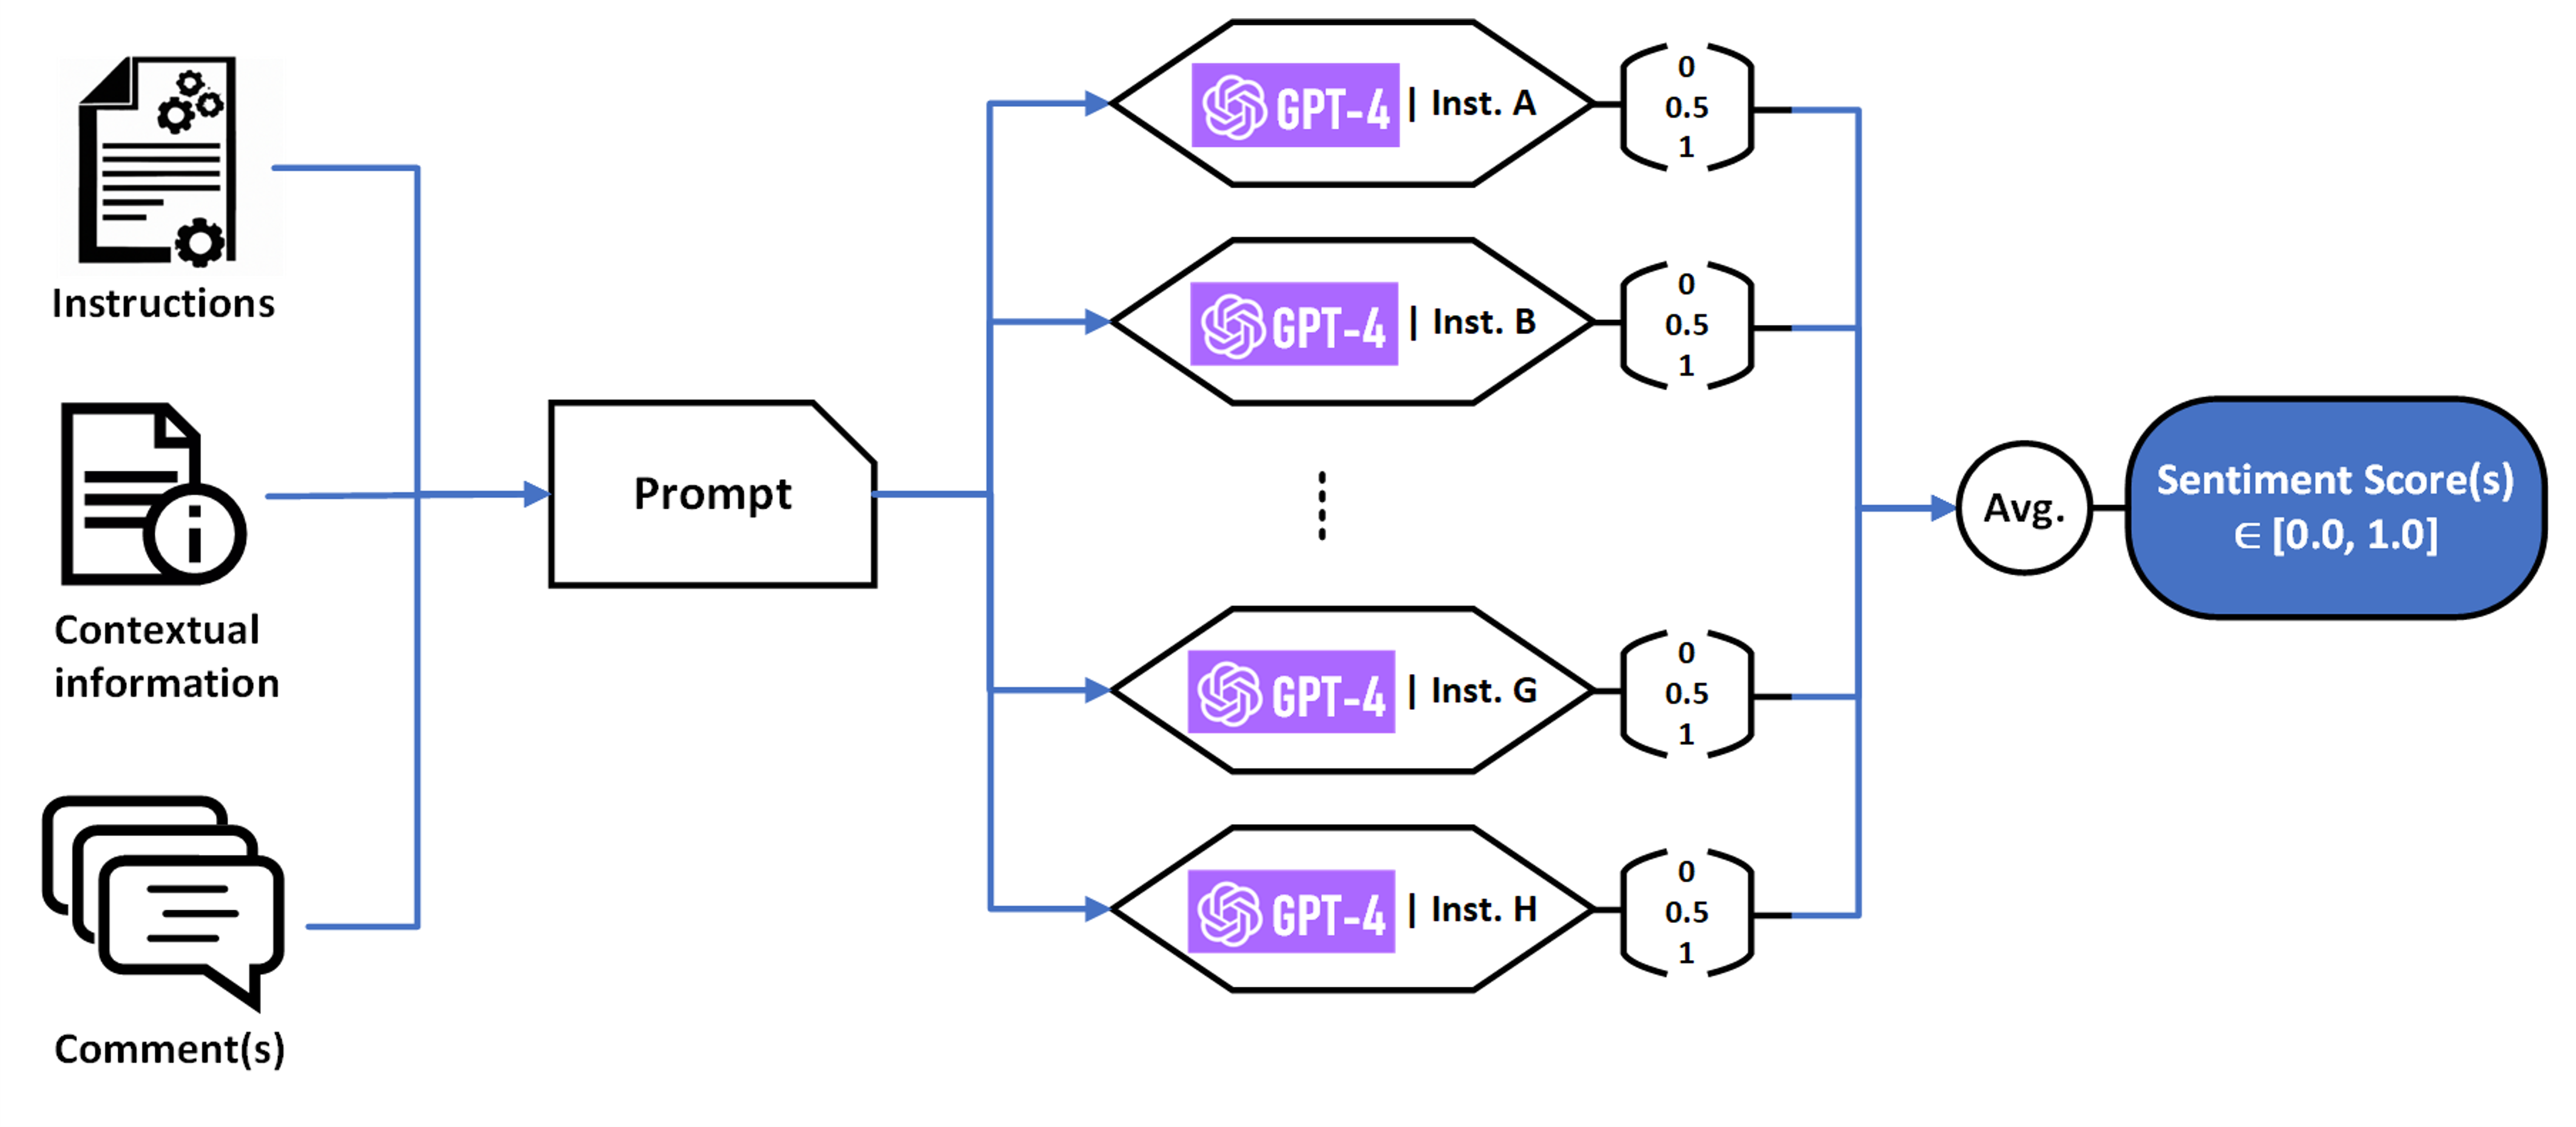 Instructions
Contextual
information
Comment(s)
Prompt
GPT-4 | Inst. A
0
0.5
1
GPT-4 | Inst. B
0
0.5
1
GPT-4 | Inst. G
0
0.5
1
GPT-4 | Inst. H
0
0.5
1
Avg.
Sentiment Score(s)
∈ [0.0, 1.0]